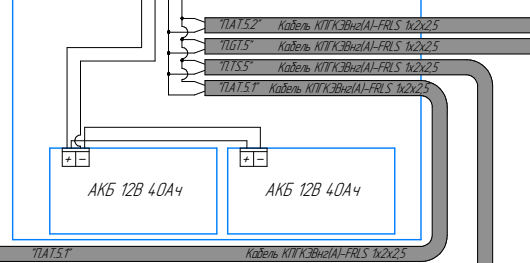 "П.АТ.5.2" Кабель КПГКЭВнг(А)-FRLS 1х2х2,5
"П.GT.5" Кабель КПГКЭВнг(А)-FRLS 1х2х2,5
"П.TS.5" Кабель КПГКЭВнг(А)-FRLS 1х2х2,5
"П.АТ.5.1" Кабель КПГКЭВнг(А)-FRLS 1х2х2,5
+ − + −
АКБ 12В 40Ач АКБ 12В 40Ач
"П.АТ.5.1" Кабель КПГКЭВнг(А)-FRLS 1х2х2,5